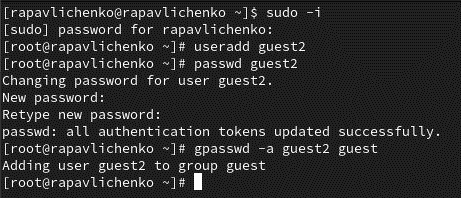 [rapavlichenko@rapavlichenko ~]$ sudo -i
[sudo] password for rapavlichenko:
[root@rapavlichenko ~]# useradd guest2
[root@rapavlichenko ~]# passwd guest2
Changing password for user guest2.
New password:
Retype new password:
passwd: all authentication tokens updated successfully.
[root@rapavlichenko ~]# gpasswd -a guest2 guest
Adding user guest2 to group guest
[root@rapavlichenko ~]#